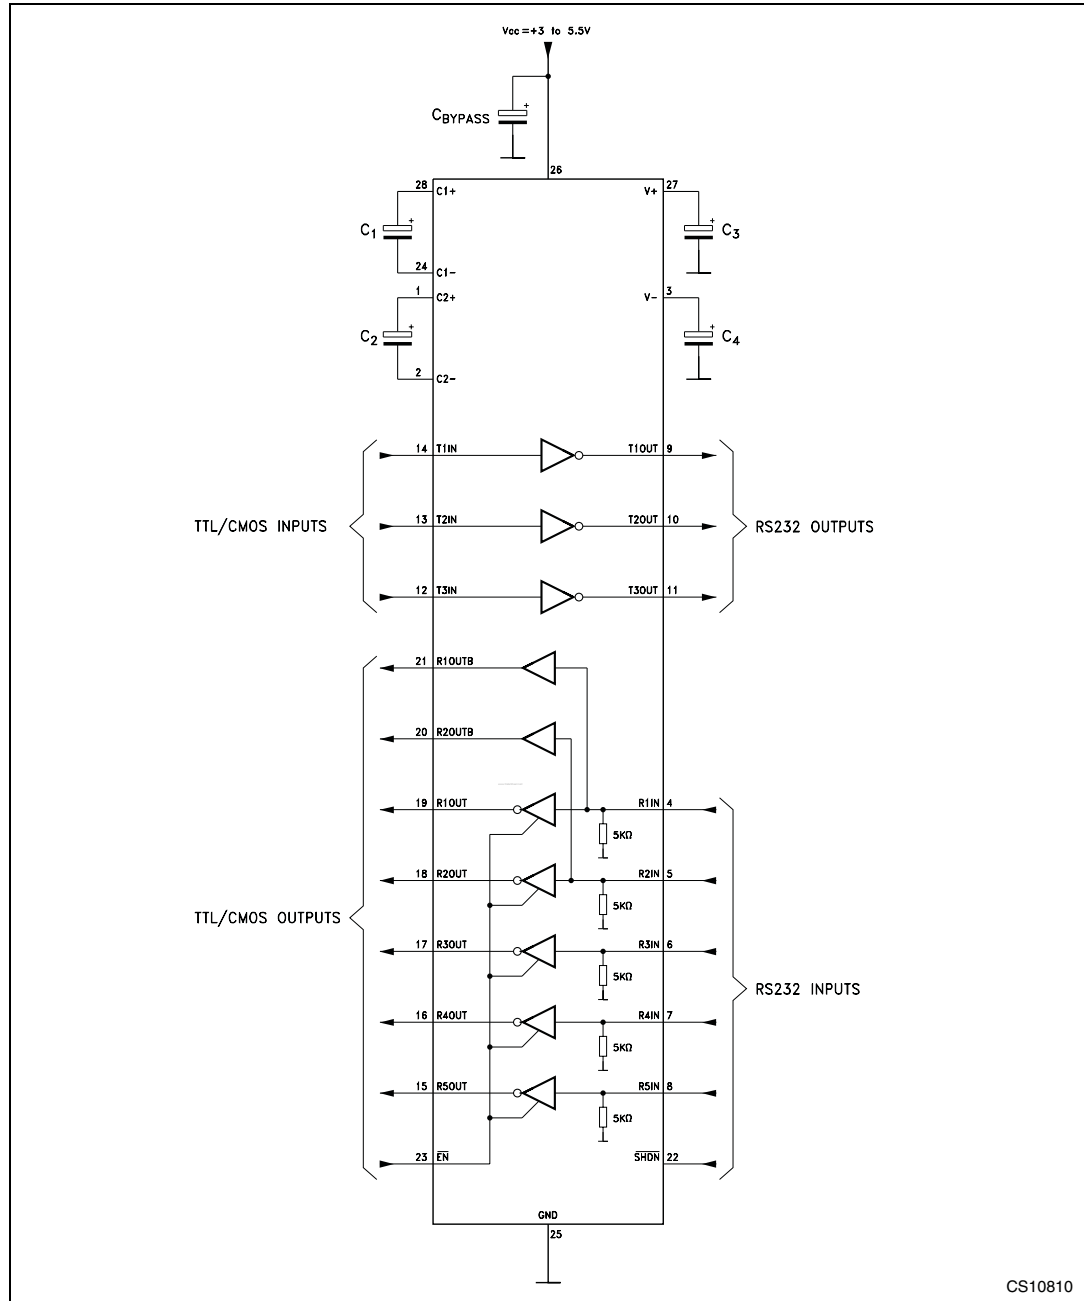 Vcc=+3 to 5.5V
CBYPASS
+
26
28 C1+ V+ 27
C1 + + C3
24 C1-
1 C2+ V- 3
C2 + + C4
2 C2-
14 T1IN T1OUT 9
TTL/CMOS INPUTS 13 T2IN T2OUT 10 RS232 OUTPUTS
12 T3IN T3OUT 11
21 R1OUTB
20 R2OUTB
19 R1OUT R1IN 4
5KΩ
18 R2OUT R2IN 5
5KΩ
TTL/CMOS OUTPUTS
17 R3OUT R3IN 6
5KΩ
RS232 INPUTS
16 R4OUT R4IN 7
5KΩ
15 R5OUT R5IN 8
5KΩ
23 E̅N̅ S̅H̅D̅N̅ 22
GND
25
CS10810